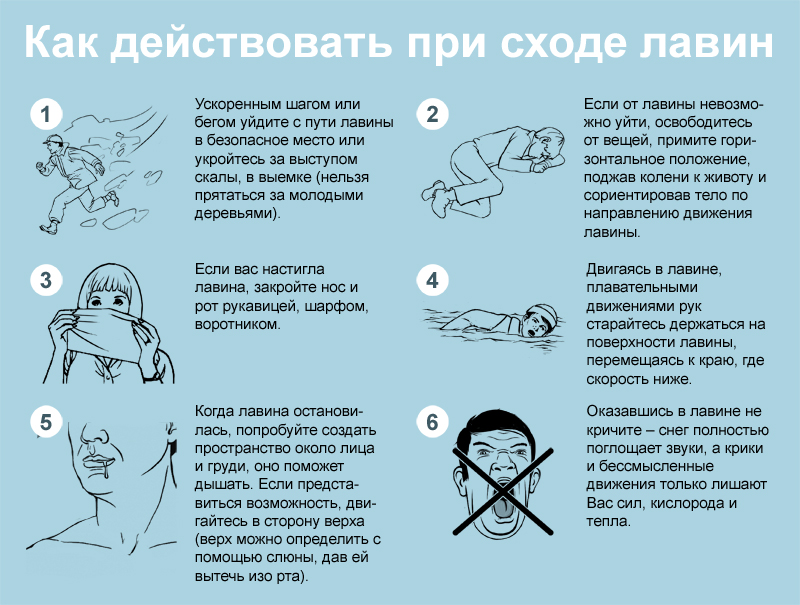 Как действовать при сходе лавин
1
Ускоренным шагом или
бегом уйдите с пути лавины
в безопасное место или
укройтесь за выступом
скалы, в выемке (нельзя
прятаться за молодыми
деревьями).
2
Если от лавины невозмо-
жно уйти, освободитесь
от вещей, примите гори-
зонтальное положение,
поджав колени к животу и
сориентировав тело по
направлению движения
лавины.
3
Если вас настигла
лавина, закройте нос и
рот рукавицей, шарфом,
воротником.
4
Двигаясь в лавине,
плавательными
движениями рук
старайтесь держаться на
поверхности лавины,
перемещаясь к краю, где
скорость ниже.
5
Когда лавина останови-
лась, попробуйте создать
пространство около лица
и груди, оно поможет
дышать. Если предста-
виться возможность, дви-
гайтесь в сторону верха
(верх можно определить с
помощью слюны, дав ей
вытечь изо рта).
6
Оказавшись в лавине не
кричите – снег полностью
поглощает звуки, а крики
и бессмысленные
движения только лишают
Вас сил, кислорода и
тепла.